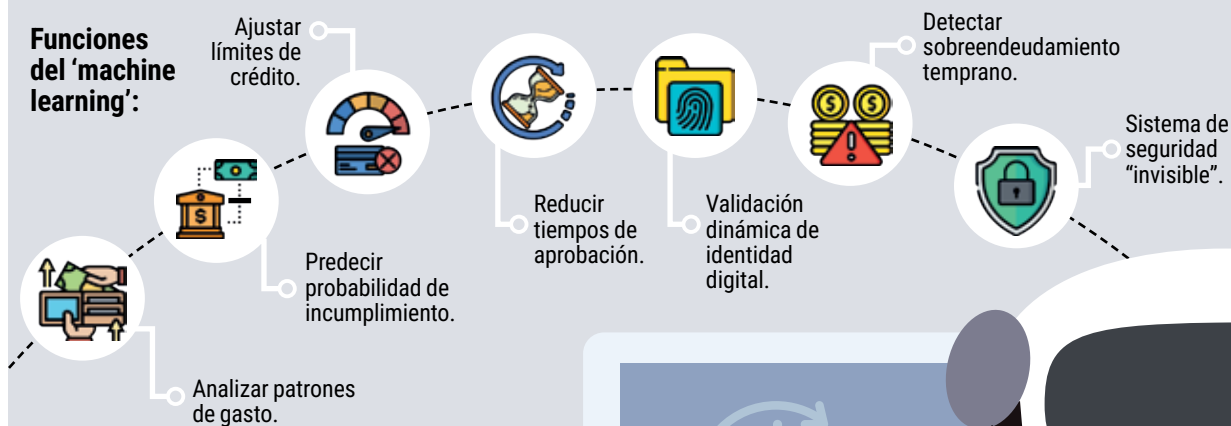 Funciones
del ‘machine
learning’:
Analizar patrones
de gasto.
Predecir
probabilidad de
incumplimiento.
Ajustar
límites de
crédito.
Reducir
tiempos de
aprobación.
Validación
dinámica de
identidad
digital.
Detectar
sobreendeudamiento
temprano.
Sistema de
seguridad
“invisible”.